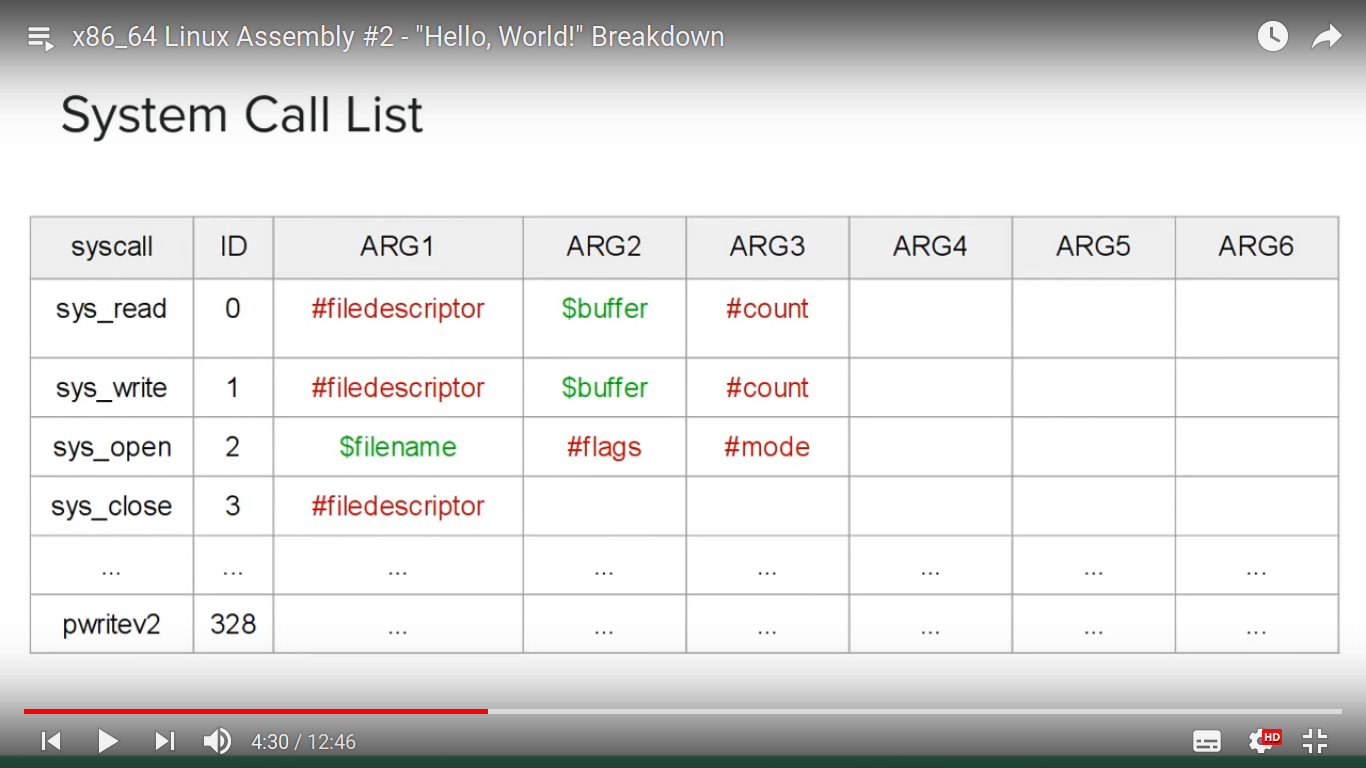 x86_64 Linux Assembly #2 - "Hello, World!" Breakdown
System Call List
syscall ID ARG1 ARG2 ARG3 ARG4 ARG5 ARG6
sys_read 0 #filedescriptor $buffer #count
sys_write 1 #filedescriptor $buffer #count
sys_open 2 $filename #flags #mode
sys_close 3 #filedescriptor
... ... ... ... ... ... ... ...
pwritev2 328 ... ... ... ... ... ...
4:30 / 12:46
HD